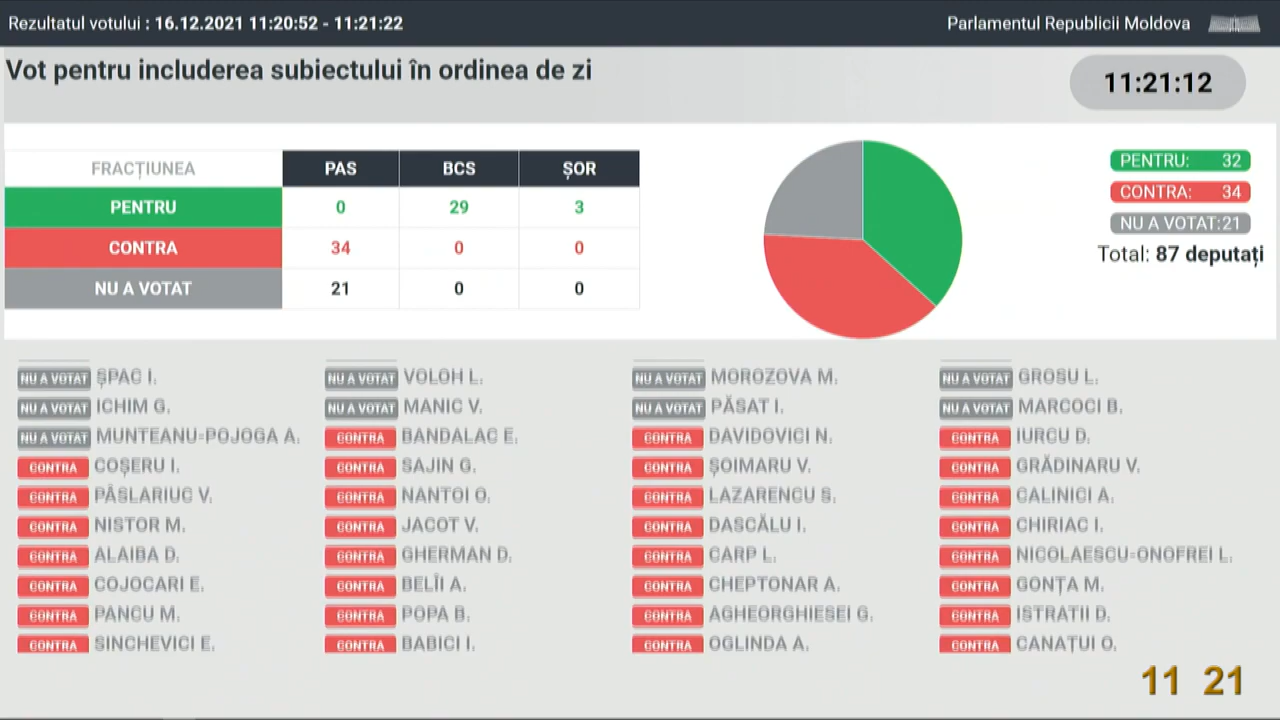 Rezultatul votului : 16.12.2021 11:20:52 - 11:21:22
Parlamentul Republicii Moldova
Vot pentru includerea subiectului în ordinea de zi
11:21:12
FRACȚIUNEA PAS BCS ȘOR
PENTRU 0 29 3
CONTRA 34 0 0
NU A VOTAT 21 0 0
PENTRU: 32
CONTRA: 34
NU A VOTAT:21
Total: 87 deputați
NU A VOTAT ȘPAC I. NU A VOTAT VOLOH L. NU A VOTAT MOROZOVA M. NU A VOTAT GROSU L.
NU A VOTAT ICHIM G. NU A VOTAT MANIC V. NU A VOTAT PĂSAT I. NU A VOTAT MARCOCI B.
NU A VOTAT MUNTEANU-POJOGA A. CONTRA BANDALAC E. CONTRA DAVIDOVICI N. CONTRA IURCU D.
CONTRA COȘERU I. CONTRA SAJIN G. CONTRA ȘOIMARU V. CONTRA GRĂDINARU V.
CONTRA PÂSLARIUC V. CONTRA NANTOI O. CONTRA LAZARENCU S. CONTRA CALINICI A.
CONTRA NISTOR M. CONTRA JACOT V. CONTRA DASCĂLU I. CONTRA CHIRIAC I.
CONTRA ALAIBA D. CONTRA GHERMAN D. CONTRA CARP L. CONTRA NICOLAESCU-ONOFREI L.
CONTRA COJOCARI E. CONTRA BELÎI A. CONTRA CHEPTONAR A. CONTRA GONȚA M.
CONTRA PANCU M. CONTRA POPA B. CONTRA AGHEORGHIESEI G. CONTRA ISTRATII D.
CONTRA SINCHEVICI E. CONTRA BABICI I. CONTRA OGLINDA A. CONTRA CANAȚUI O.
11 21